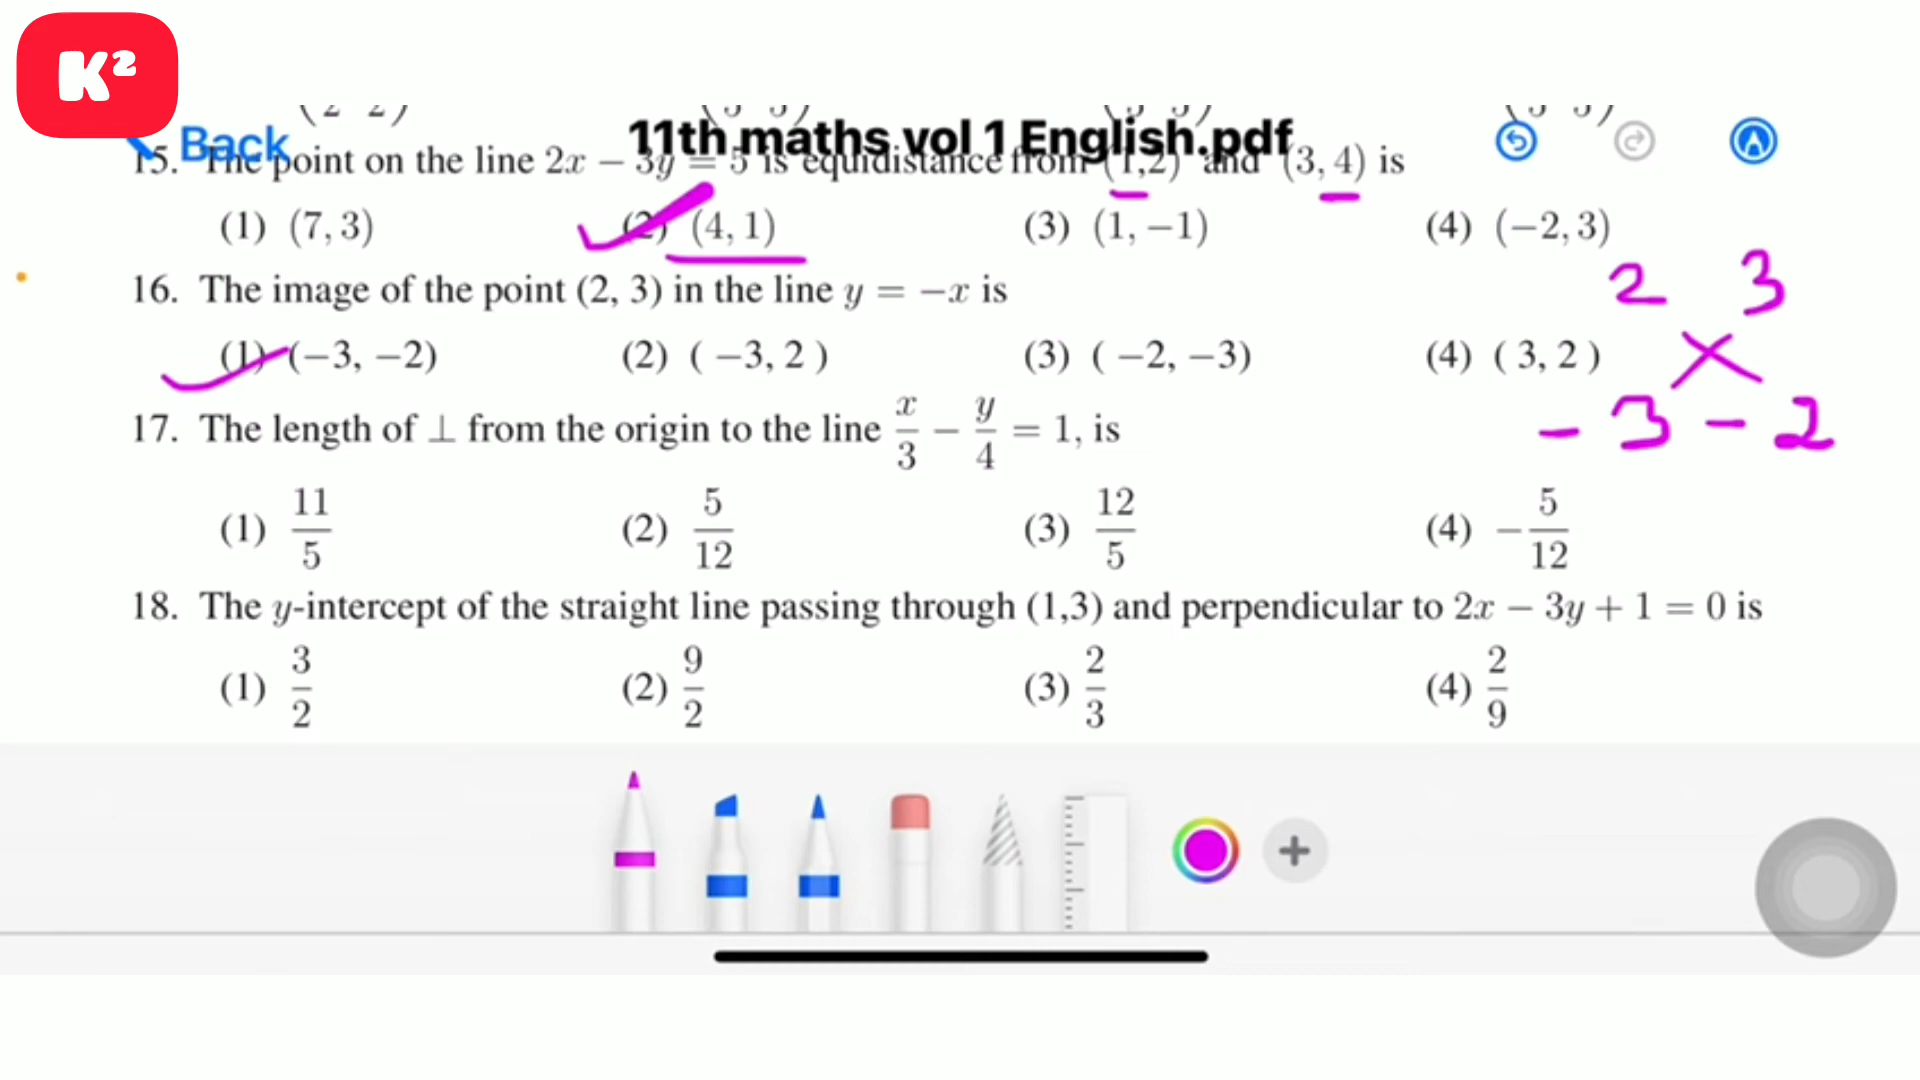 K²
Back
11th maths vol 1 English.pdf
15. The point on the line 2x − 3y = 5 is equidistance from (1,2) and (3, 4) is
(1) (7, 3) (2) (4, 1) (3) (1, −1) (4) (−2, 3)
2 3
16. The image of the point (2, 3) in the line y = −x is
(1) (−3, −2) (2) ( −3, 2 ) (3) ( −2, −3) (4) ( 3, 2 )
− 3 − 2
17. The length of ⊥ from the origin to the line x/3 − y/4 = 1, is
(1) 11/5 (2) 5/12 (3) 12/5 (4) −5/12
18. The y-intercept of the straight line passing through (1,3) and perpendicular to 2x − 3y + 1 = 0 is
(1) 3/2 (2) 9/2 (3) 2/3 (4) 2/9